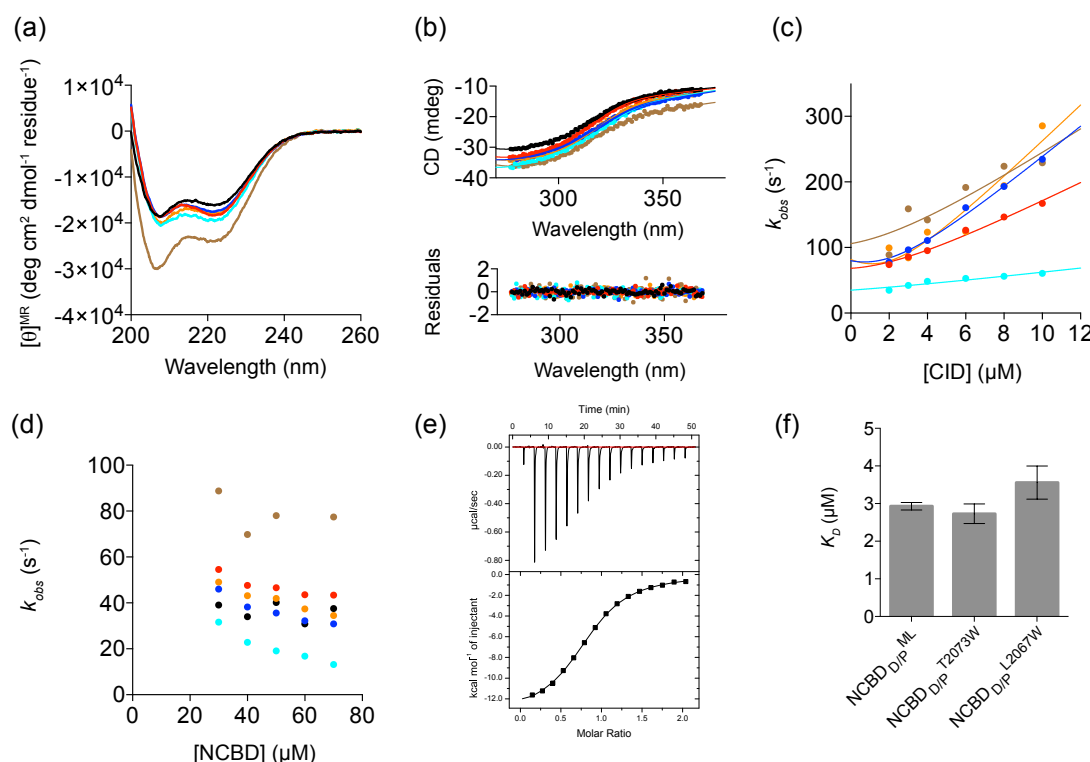 (a)
[θ]ᴹᴿ (deg cm² dmol⁻¹ residue⁻¹)
1×10⁴
0
-1×10⁴
-2×10⁴
-3×10⁴
-4×10⁴
200 220 240 260
Wavelength (nm)
(b)
CD (mdeg)
-10
-20
-30
-40
300 350
Wavelength (nm)
Residuals
2
0
-2
300 350
Wavelength (nm)
(c)
kobs (s⁻¹)
300
200
100
0
0 2 4 6 8 10 12
[CID] (µM)
(d)
kobs (s⁻¹)
100
80
60
40
20
0
0 20 40 60 80
[NCBD] (µM)
(e)
Time (min)
0 10 20 30 40 50
0.00
-0.20
-0.40
-0.60
-0.80
µcal/sec
0.0
-2.0
-4.0
-6.0
-8.0
-10.0
-12.0
kcal mol⁻¹ of injectant
0.0 0.5 1.0 1.5 2.0
Molar Ratio
(f)
KD (µM)
5
4
3
2
1
0
NCBD D/P ML
NCBD D/P T2073W
NCBD D/P L2067W